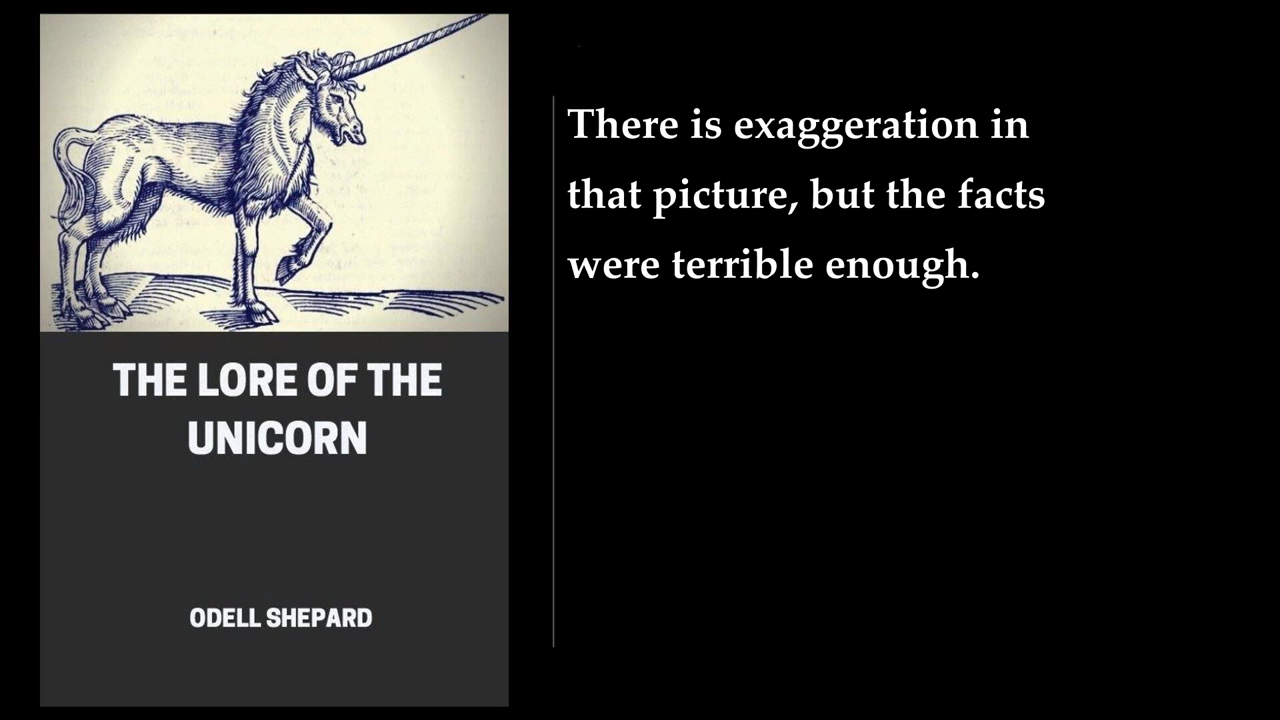 THE LORE OF THE
UNICORN
ODELL SHEPARD
There is exaggeration in
that picture, but the facts
were terrible enough.